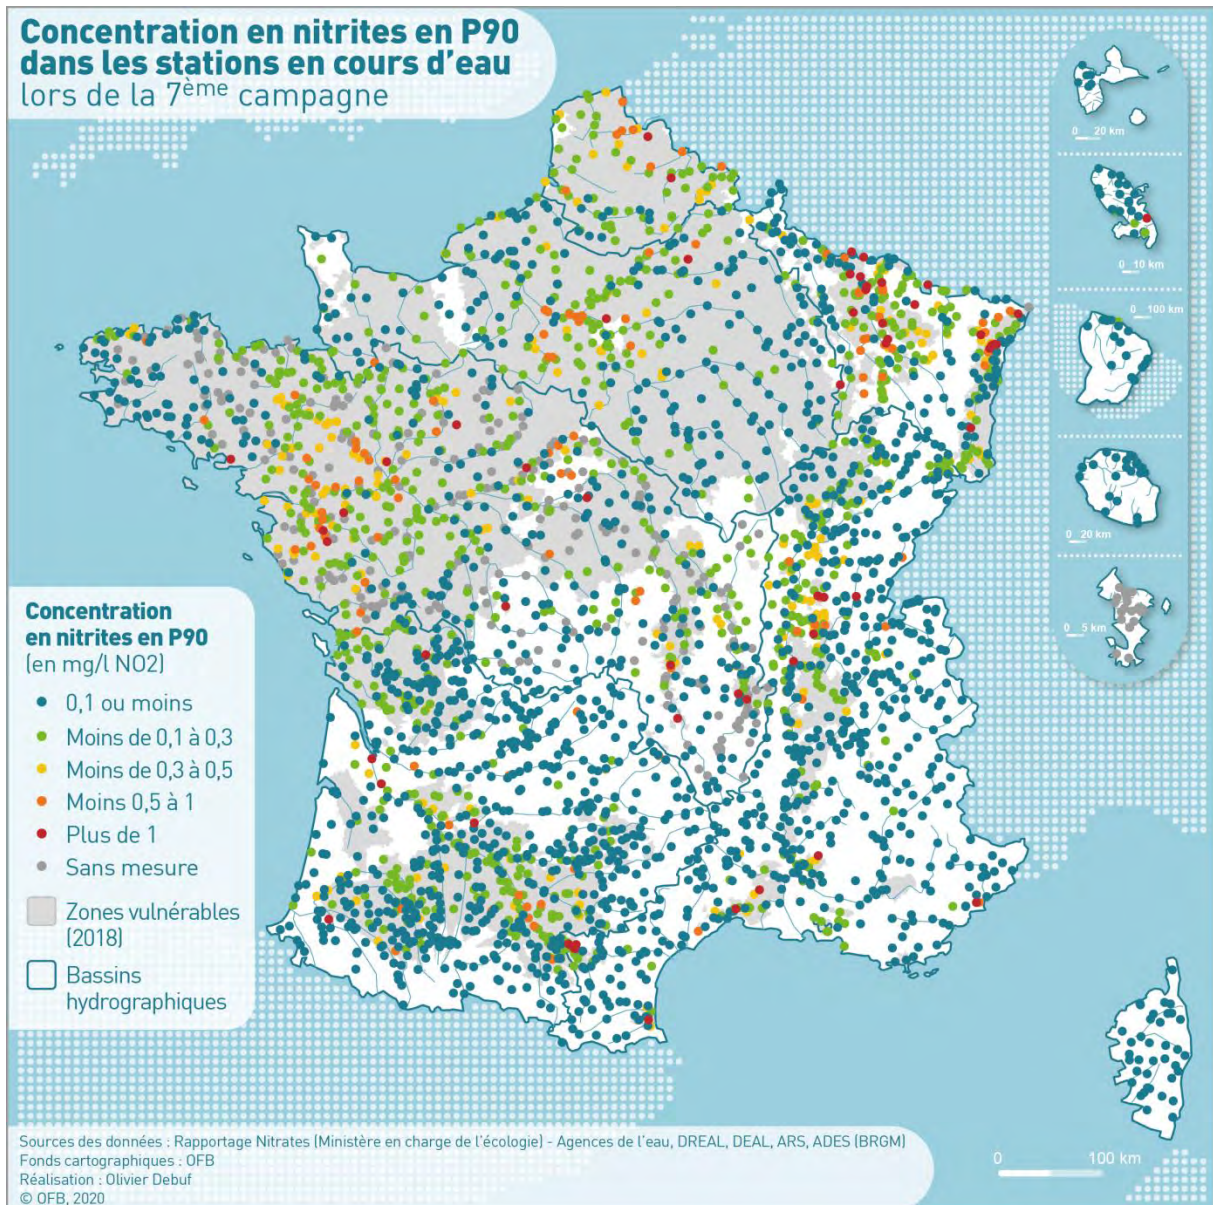 Concentration en nitrites en P90
dans les stations en cours d'eau
lors de la 7ème campagne
0 20 km
0 10 km
0 100 km
0 20 km
0 5 km
Concentration
en nitrites en P90
(en mg/l NO2)
0,1 ou moins
Moins de 0,1 à 0,3
Moins de 0,3 à 0,5
Moins 0,5 à 1
Plus de 1
Sans mesure
Zones vulnérables
(2018)
Bassins
hydrographiques
Sources des données : Rapportage Nitrates (Ministère en charge de l'écologie) - Agences de l'eau, DREAL, DEAL, ARS, ADES (BRGM)
Fonds cartographiques : OFB
Réalisation : Olivier Debuf
© OFB, 2020
0 100 km